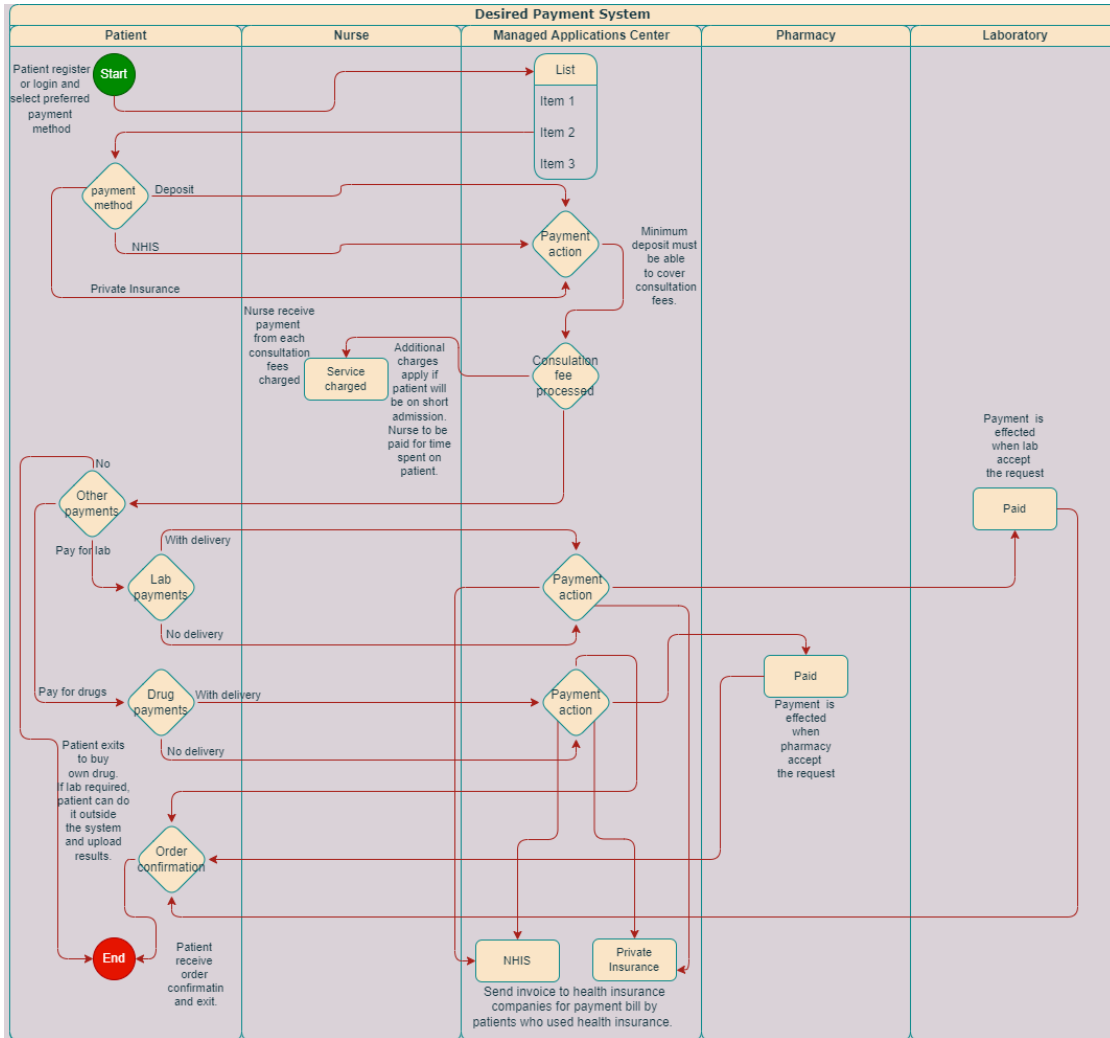 Desired Payment System
Patient
Nurse
Managed Applications Center
Pharmacy
Laboratory
Patient register
or login and
select preferred
payment
method
Start
List
Item 1
Item 2
Item 3
payment
method
Deposit
NHIS
Private Insurance
Payment
action
Minimum
deposit must
be able
to cover
consultation
fees.
Nurse receive
payment
from each
consultation
fees
charged
Service
charged
Additional
charges
apply if
patient will
be on short
admission.
Nurse to be
paid for time
spent on
patient.
Consulation
fee
processed
Payment is
effected
when lab
accept
the request
Paid
No
Other
payments
Pay for lab
With delivery
Lab
payments
No delivery
Payment
action
Pay for drugs
Drug
payments
With delivery
No delivery
Payment
action
Paid
Payment is
effected
when
pharmacy
accept
the request
Patient exits
to buy
own drug.
If lab required,
patient can do
it outside
the system
and upload
results.
Order
confirmation
End
Patient
receive
order
confirmatin
and exit.
NHIS
Private
Insurance
Send invoice to health insurance
companies for payment bill by
patients who used health insurance.